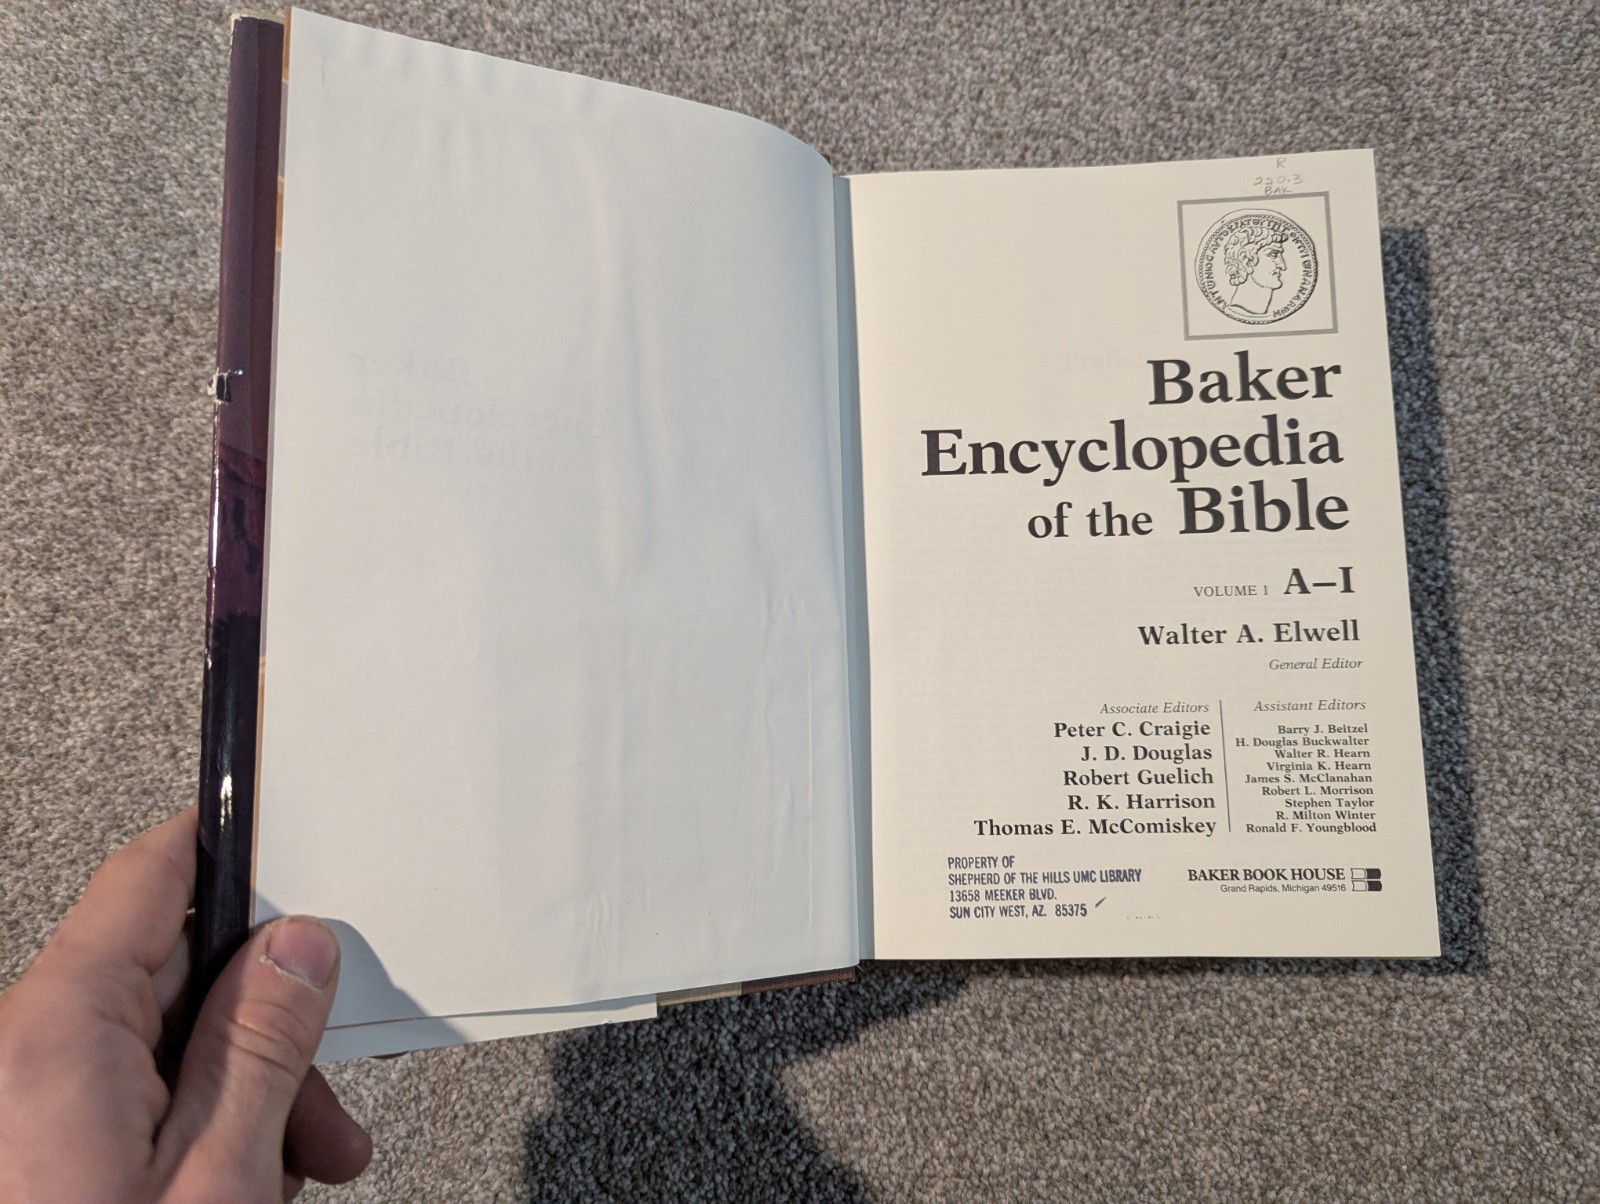 R
220.3
BAK
Baker
Encyclopedia
of the Bible
VOLUME 1 A–I
Walter A. Elwell
General Editor
Associate Editors
Peter C. Craigie
J. D. Douglas
Robert Guelich
R. K. Harrison
Thomas E. McComiskey
Assistant Editors
Barry J. Beitzel
H. Douglas Buckwalter
Walter R. Hearn
Virginia K. Hearn
James S. McClanahan
Robert L. Morrison
Stephen Taylor
R. Milton Winter
Ronald F. Youngblood
PROPERTY OF
SHEPHERD OF THE HILLS UMC LIBRARY
13658 MEEKER BLVD.
SUN CITY WEST, AZ. 85375
BAKER BOOK HOUSE
Grand Rapids, Michigan 49516